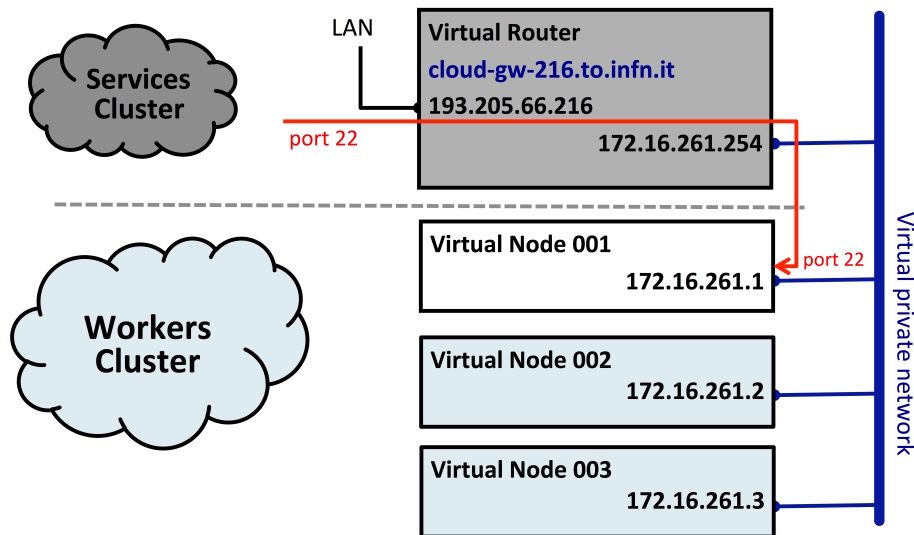 LAN
Services
Cluster
Virtual Router
cloud-gw-216.to.infn.it
193.205.66.216
port 22
172.16.261.254
Virtual Node 001
port 22
172.16.261.1
Workers
Cluster
Virtual Node 002
172.16.261.2
Virtual Node 003
172.16.261.3
Virtual private network